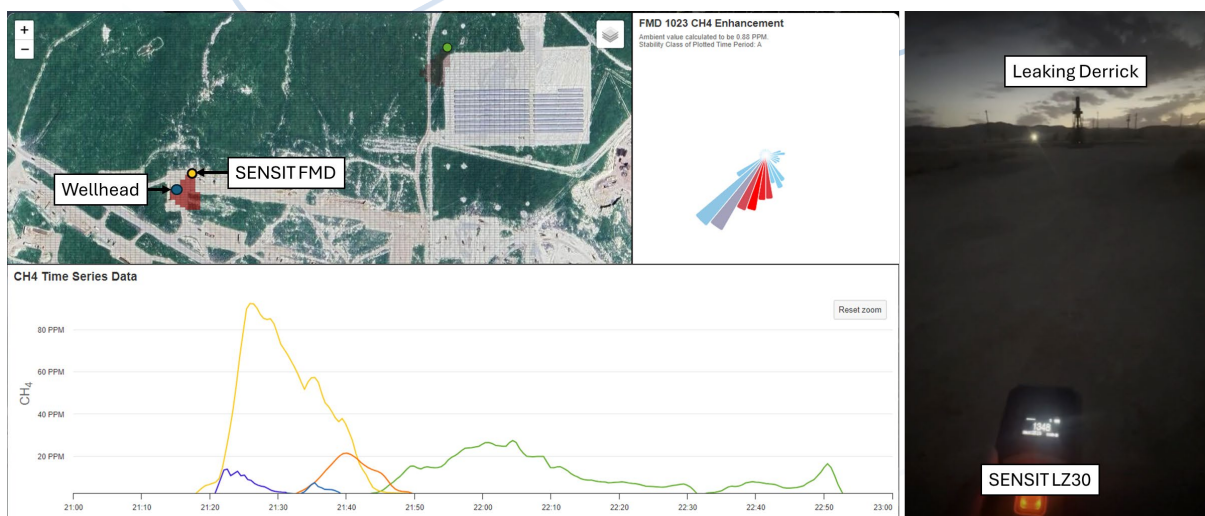 +
−
Wellhead
SENSIT FMD
FMD 1023 CH4 Enhancement
Ambient value calculated to be 0.88 PPM.
Stability Class of Plotted Time Period: A
CH4 Time Series Data
Reset zoom
80 PPM
60 PPM
40 PPM
20 PPM
CH₄
21:00
21:10
21:20
21:30
21:40
21:50
22:00
22:10
22:20
22:30
22:40
22:50
23:00
Leaking Derrick
1348
SENSIT LZ30